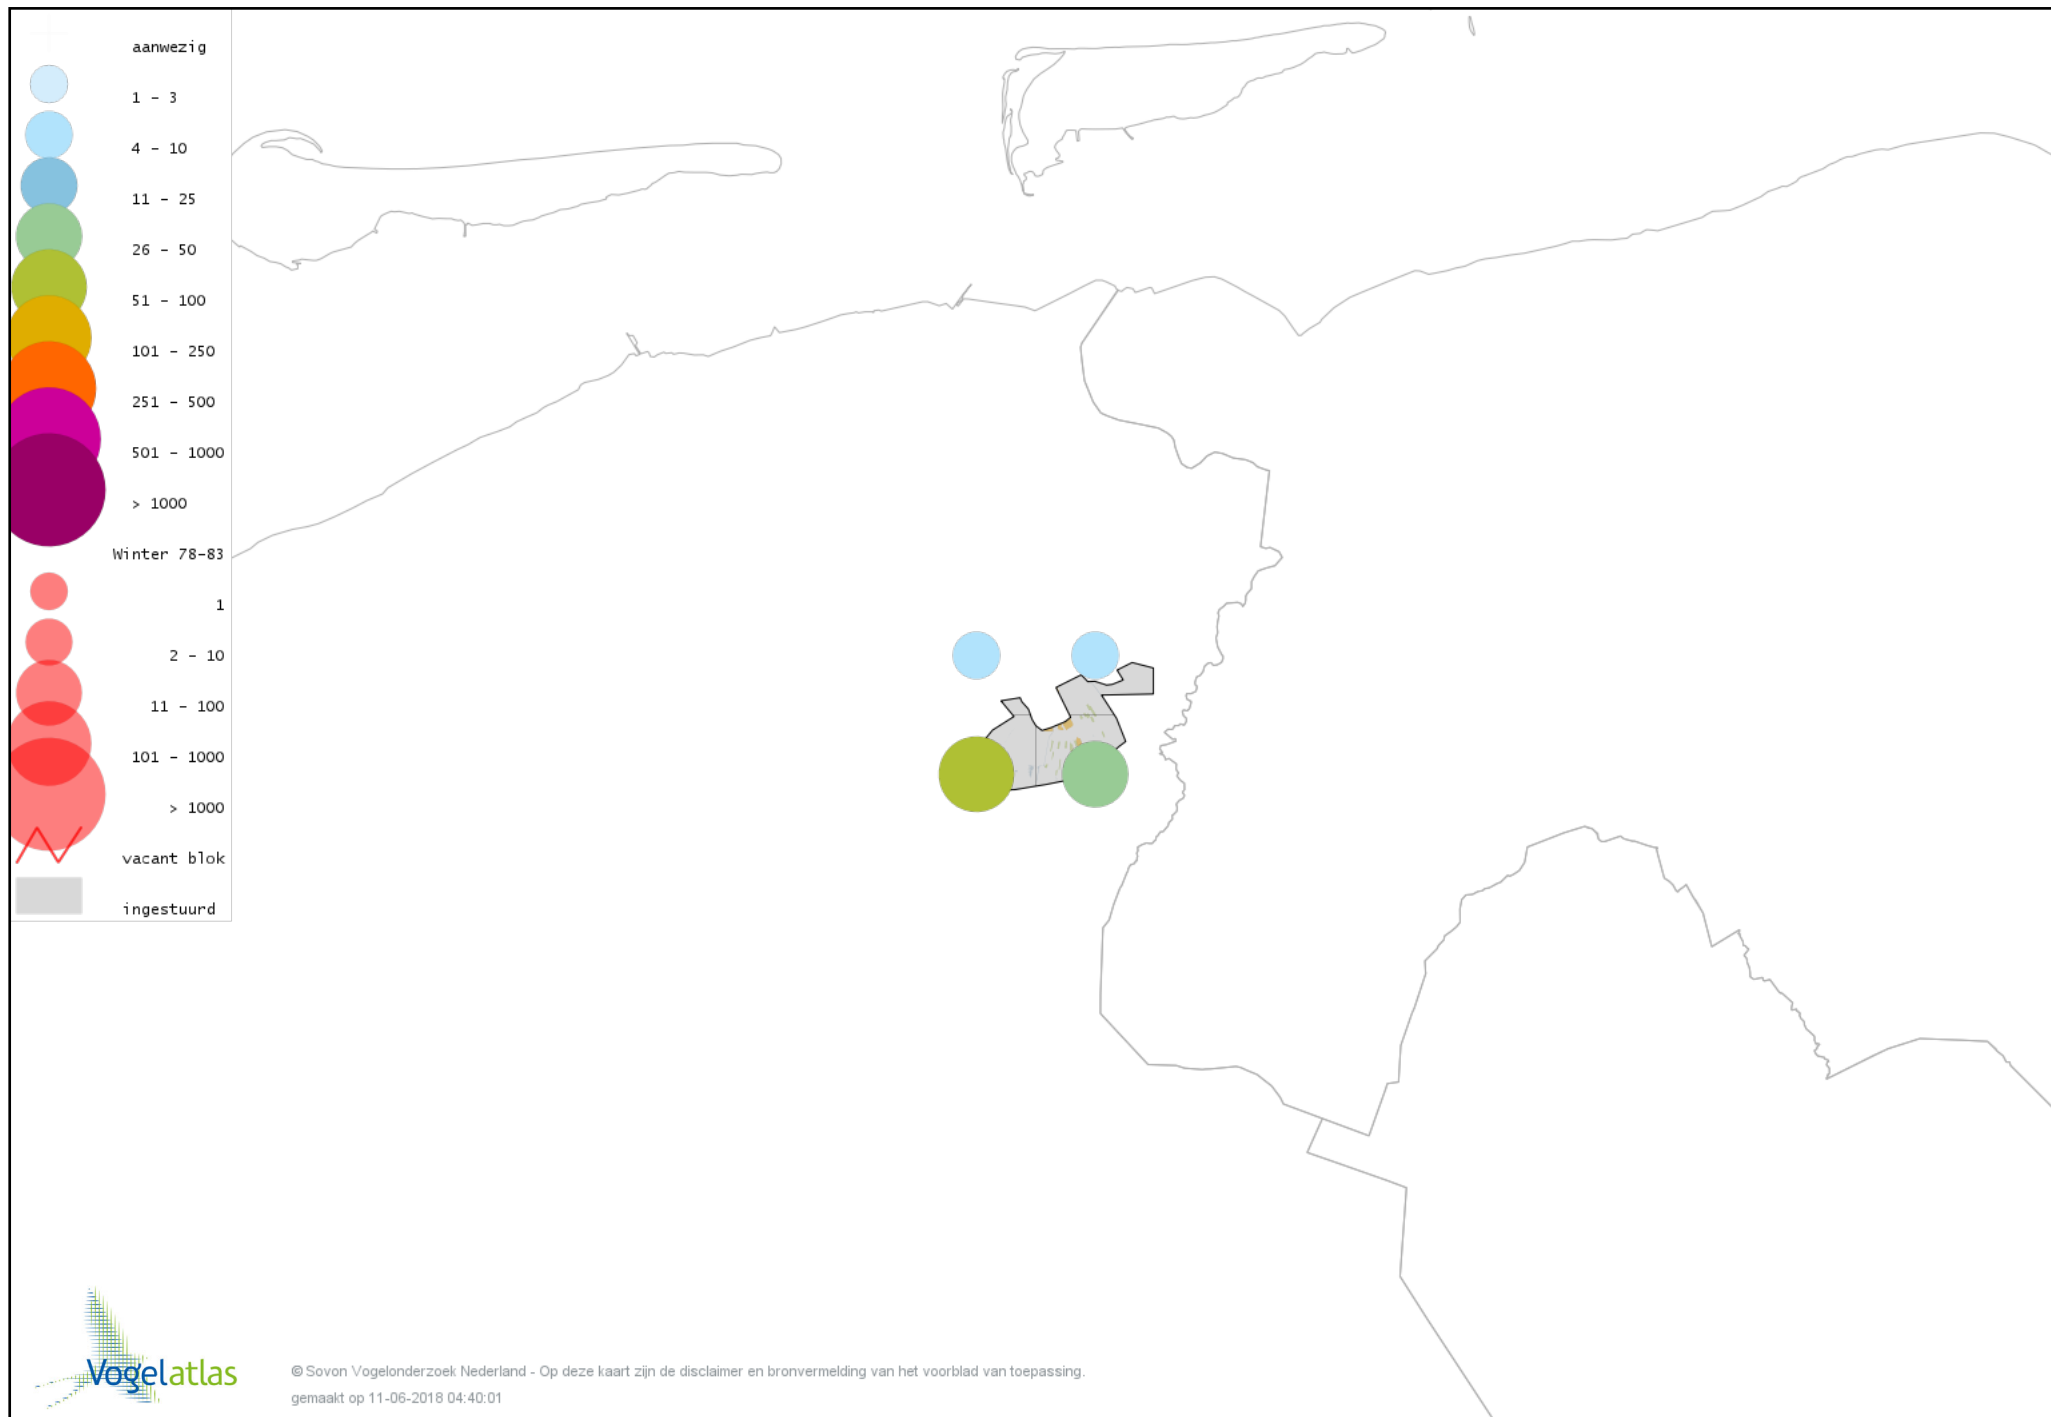 aanwezig
1 - 3
4 - 10
11 - 25
26 - 50
51 - 100
101 - 250
251 - 500
501 - 1000
> 1000
Winter 78-83
1
2 - 10
11 - 100
101 - 1000
> 1000
vacant blok
ingestuurd
Vogelatlas
© Sovon Vogelonderzoek Nederland - Op deze kaart zijn de disclaimer en bronvermelding van het voorblad van toepassing.
gemaakt op 11-06-2018 04:40:01